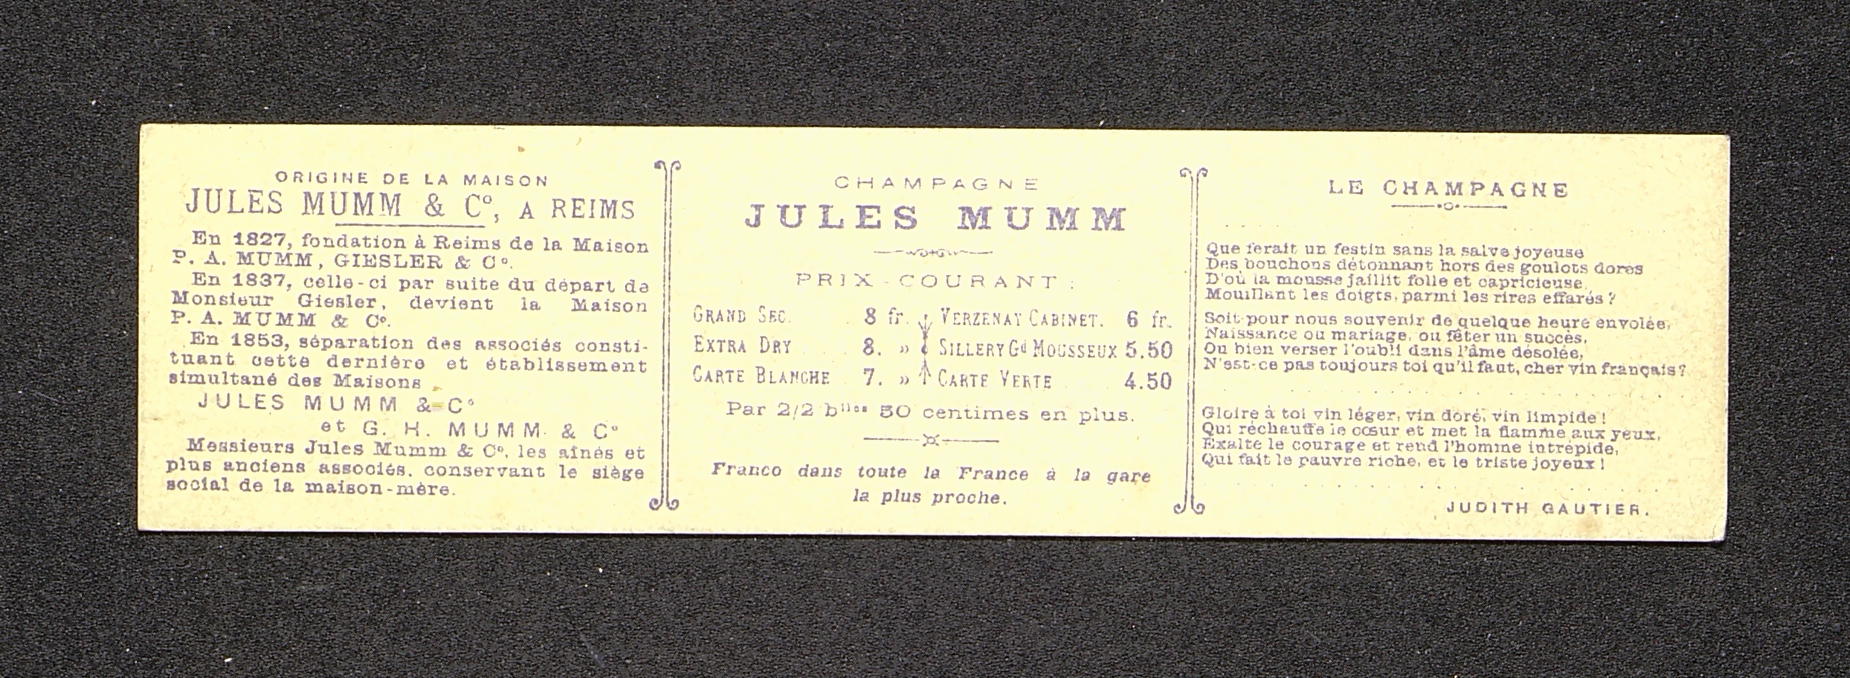 ORIGINE DE LA MAISON
JULES MUMM & Cº, A REIMS
En 1827, fondation à Reims de la Maison
P. A. MUMM, GIESLER & Cº.
En 1837, celle-ci par suite du départ de
Monsieur Giesler, devient la Maison
P. A. MUMM & Cº.
En 1853, séparation des associés consti-
tuant cette dernière et établissement
simultané des Maisons
JULES MUMM & Cº
et G. H. MUMM & Cº
Messieurs Jules Mumm & Cº, les aînés et
plus anciens associés, conservant le siège
social de la maison-mère.
CHAMPAGNE
JULES MUMM
PRIX-COURANT :
GRAND SEC. 8 fr. VERZENAY CABINET. 6 fr.
EXTRA DRY 8. » SILLERY Gd MOUSSEUX 5.50
CARTE BLANCHE 7. » CARTE VERTE 4.50
Par 2/2 blles 50 centimes en plus.
Franco dans toute la France à la gare
la plus proche.
LE CHAMPAGNE
Que ferait un festin sans la salve joyeuse
Des bouchons détonnant hors des goulots dorés
D'où la mousse jaillit folle et capricieuse,
Mouillant les doigts, parmi les rires effarés ?
Soit pour nous souvenir de quelque heure envolée,
Naissance ou mariage, ou fêter un succès,
Ou bien verser l'oubli dans l'âme désolée,
N'est-ce pas toujours toi qu'il faut, cher vin français ?
Gloire à toi vin léger, vin doré, vin limpide !
Qui réchauffe le cœur et met la flamme aux yeux,
Exalte le courage et rend l'homme intrépide,
Qui fait le pauvre riche, et le triste joyeux !
JUDITH GAUTIER.